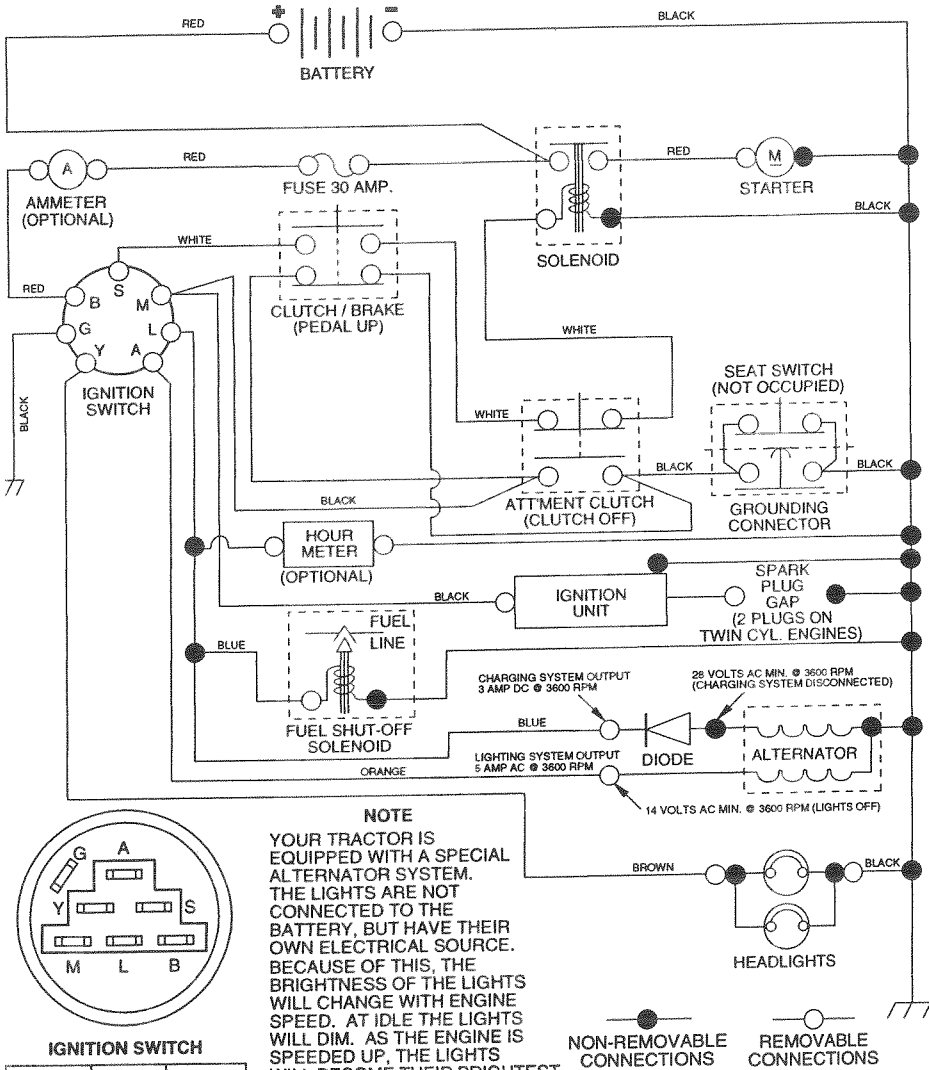 RED
+
-
BLACK
BATTERY
A
RED
FUSE 30 AMP.
RED
M
STARTER
AMMETER
(OPTIONAL)
BLACK
SOLENOID
WHITE
CLUTCH / BRAKE
(PEDAL UP)
RED
S
B
M
G
L
Y
A
IGNITION
SWITCH
BLACK
WHITE
SEAT SWITCH
(NOT OCCUPIED)
WHITE
BLACK
BLACK
BLACK
ATT'MENT CLUTCH
(CLUTCH OFF)
GROUNDING
CONNECTOR
HOUR
METER
(OPTIONAL)
BLACK
IGNITION
UNIT
SPARK
PLUG
GAP
(2 PLUGS ON
TWIN CYL. ENGINES)
FUEL
LINE
BLUE
FUEL SHUT-OFF
SOLENOID
CHARGING SYSTEM OUTPUT
3 AMP DC @ 3600 RPM
28 VOLTS AC MIN. @ 3600 RPM
(CHARGING SYSTEM DISCONNECTED)
BLUE
DIODE
ALTERNATOR
LIGHTING SYSTEM OUTPUT
5 AMP AC @ 3600 RPM
ORANGE
14 VOLTS AC MIN. @ 3600 RPM (LIGHTS OFF)
BROWN
BLACK
HEADLIGHTS
G
A
Y
S
M
L
B
IGNITION SWITCH
NOTE
YOUR TRACTOR IS
EQUIPPED WITH A SPECIAL
ALTERNATOR SYSTEM.
THE LIGHTS ARE NOT
CONNECTED TO THE
BATTERY, BUT HAVE THEIR
OWN ELECTRICAL SOURCE.
BECAUSE OF THIS, THE
BRIGHTNESS OF THE LIGHTS
WILL CHANGE WITH ENGINE
SPEED. AT IDLE THE LIGHTS
WILL DIM. AS THE ENGINE IS
SPEEDED UP, THE LIGHTS
WILL BECOME THEIR BRIGHTEST
NON-REMOVABLE
CONNECTIONS
REMOVABLE
CONNECTIONS